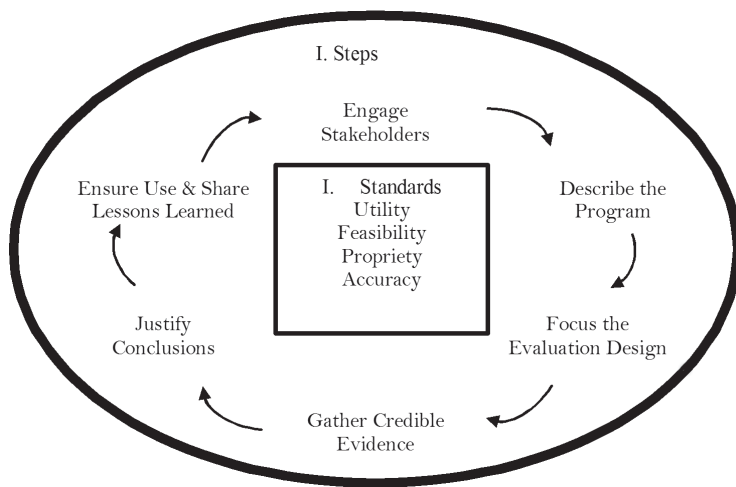 I. Steps
Engage
Stakeholders
Describe the
Program
Focus the
Evaluation Design
Gather Credible
Evidence
Justify
Conclusions
Ensure Use & Share
Lessons Learned
I. Standards
Utility
Feasibility
Propriety
Accuracy